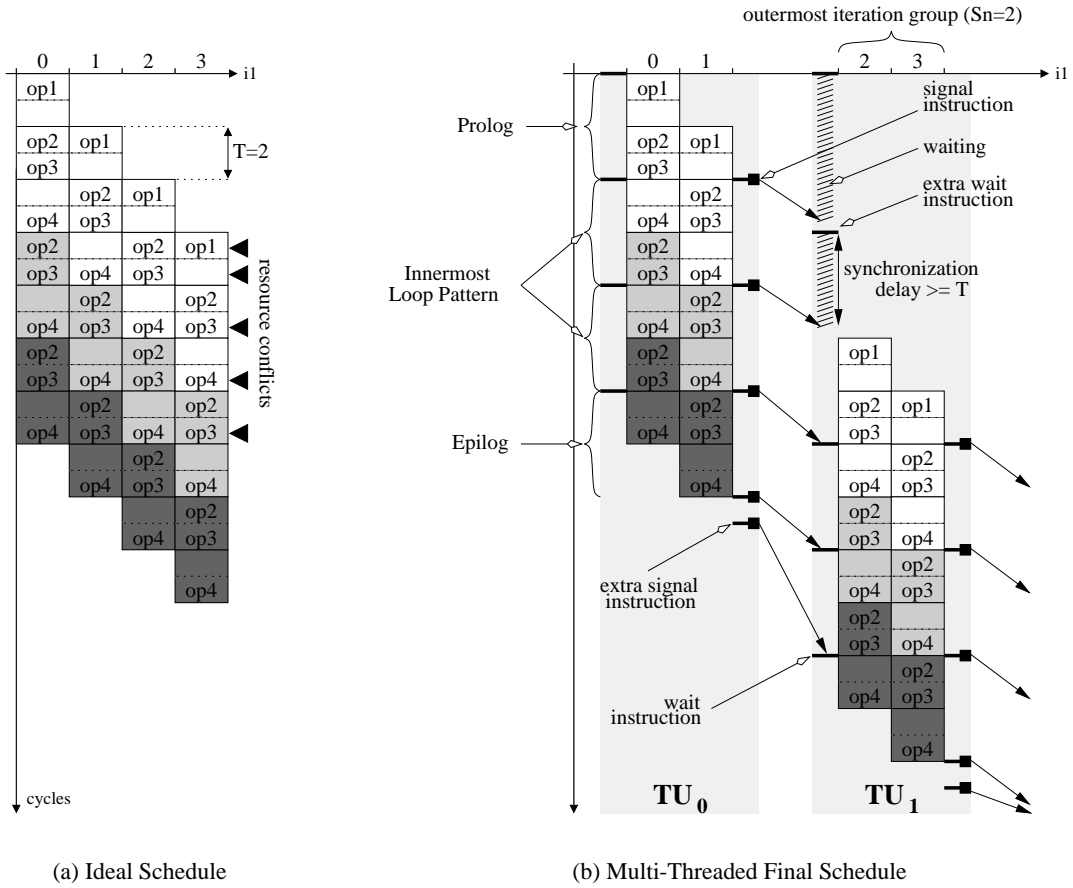 0 1 2 3 i1
op1
op2 op1
T=2
op3
op2 op1
op4 op3
op2 op2 op1
op3 op4 op3
op2 op2
op4 op3 op4 op3
op2 op2
op3 op4 op3 op4
op2 op2
op4 op3 op4 op3
op2
op4 op3 op4
op2
op4 op3
op4
resource conflicts
cycles
(a) Ideal Schedule
outermost iteration group (Sn=2)
0 1 2 3 i1
Prolog
Innermost
Loop Pattern
Epilog
op1
op2 op1
op3
op2
op4 op3
op2
op3 op4
op2
op4 op3
op2
op3 op4
op2
op4 op3
op4
signal
instruction
waiting
extra wait
instruction
synchronization
delay >= T
op1
op2 op1
op3
op2
op4 op3
op2
op3 op4
op2
op4 op3
op2
op3 op4
op2
op4 op3
op4
extra signal
instruction
wait
instruction
TU 0
TU 1
(b) Multi-Threaded Final Schedule